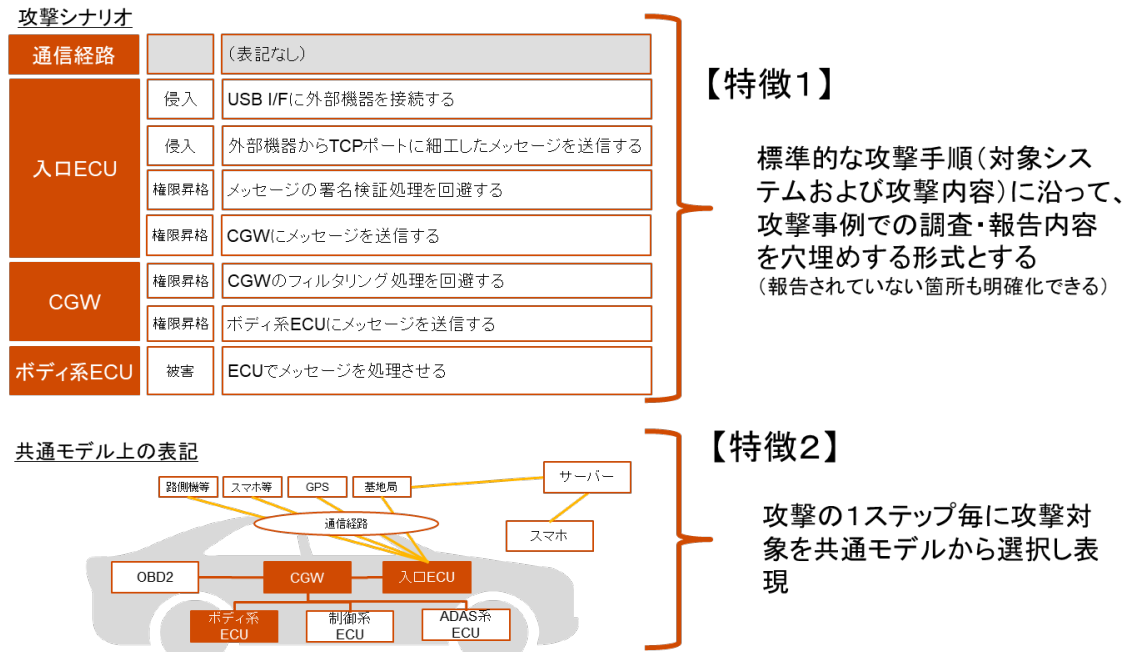 攻撃シナリオ
通信経路
（表記なし）
入口ECU
侵入
USB I/Fに外部機器を接続する
侵入
外部機器からTCPポートに細工したメッセージを送信する
権限昇格
メッセージの署名検証処理を回避する
権限昇格
CGWにメッセージを送信する
CGW
権限昇格
CGWのフィルタリング処理を回避する
権限昇格
ボディ系ECUにメッセージを送信する
ボディ系ECU
被害
ECUでメッセージを処理させる
【特徴１】
標準的な攻撃手順（対象シス
テムおよび攻撃内容）に沿って、
攻撃事例での調査・報告内容
を穴埋めする形式とする
（報告されていない箇所も明確化できる）
共通モデル上の表記
路側機等
スマホ等
GPS
基地局
サーバー
通信経路
スマホ
OBD2
CGW
入口ECU
ボディ系
ECU
制御系
ECU
ADAS系
ECU
【特徴２】
攻撃の１ステップ毎に攻撃対
象を共通モデルから選択し表
現